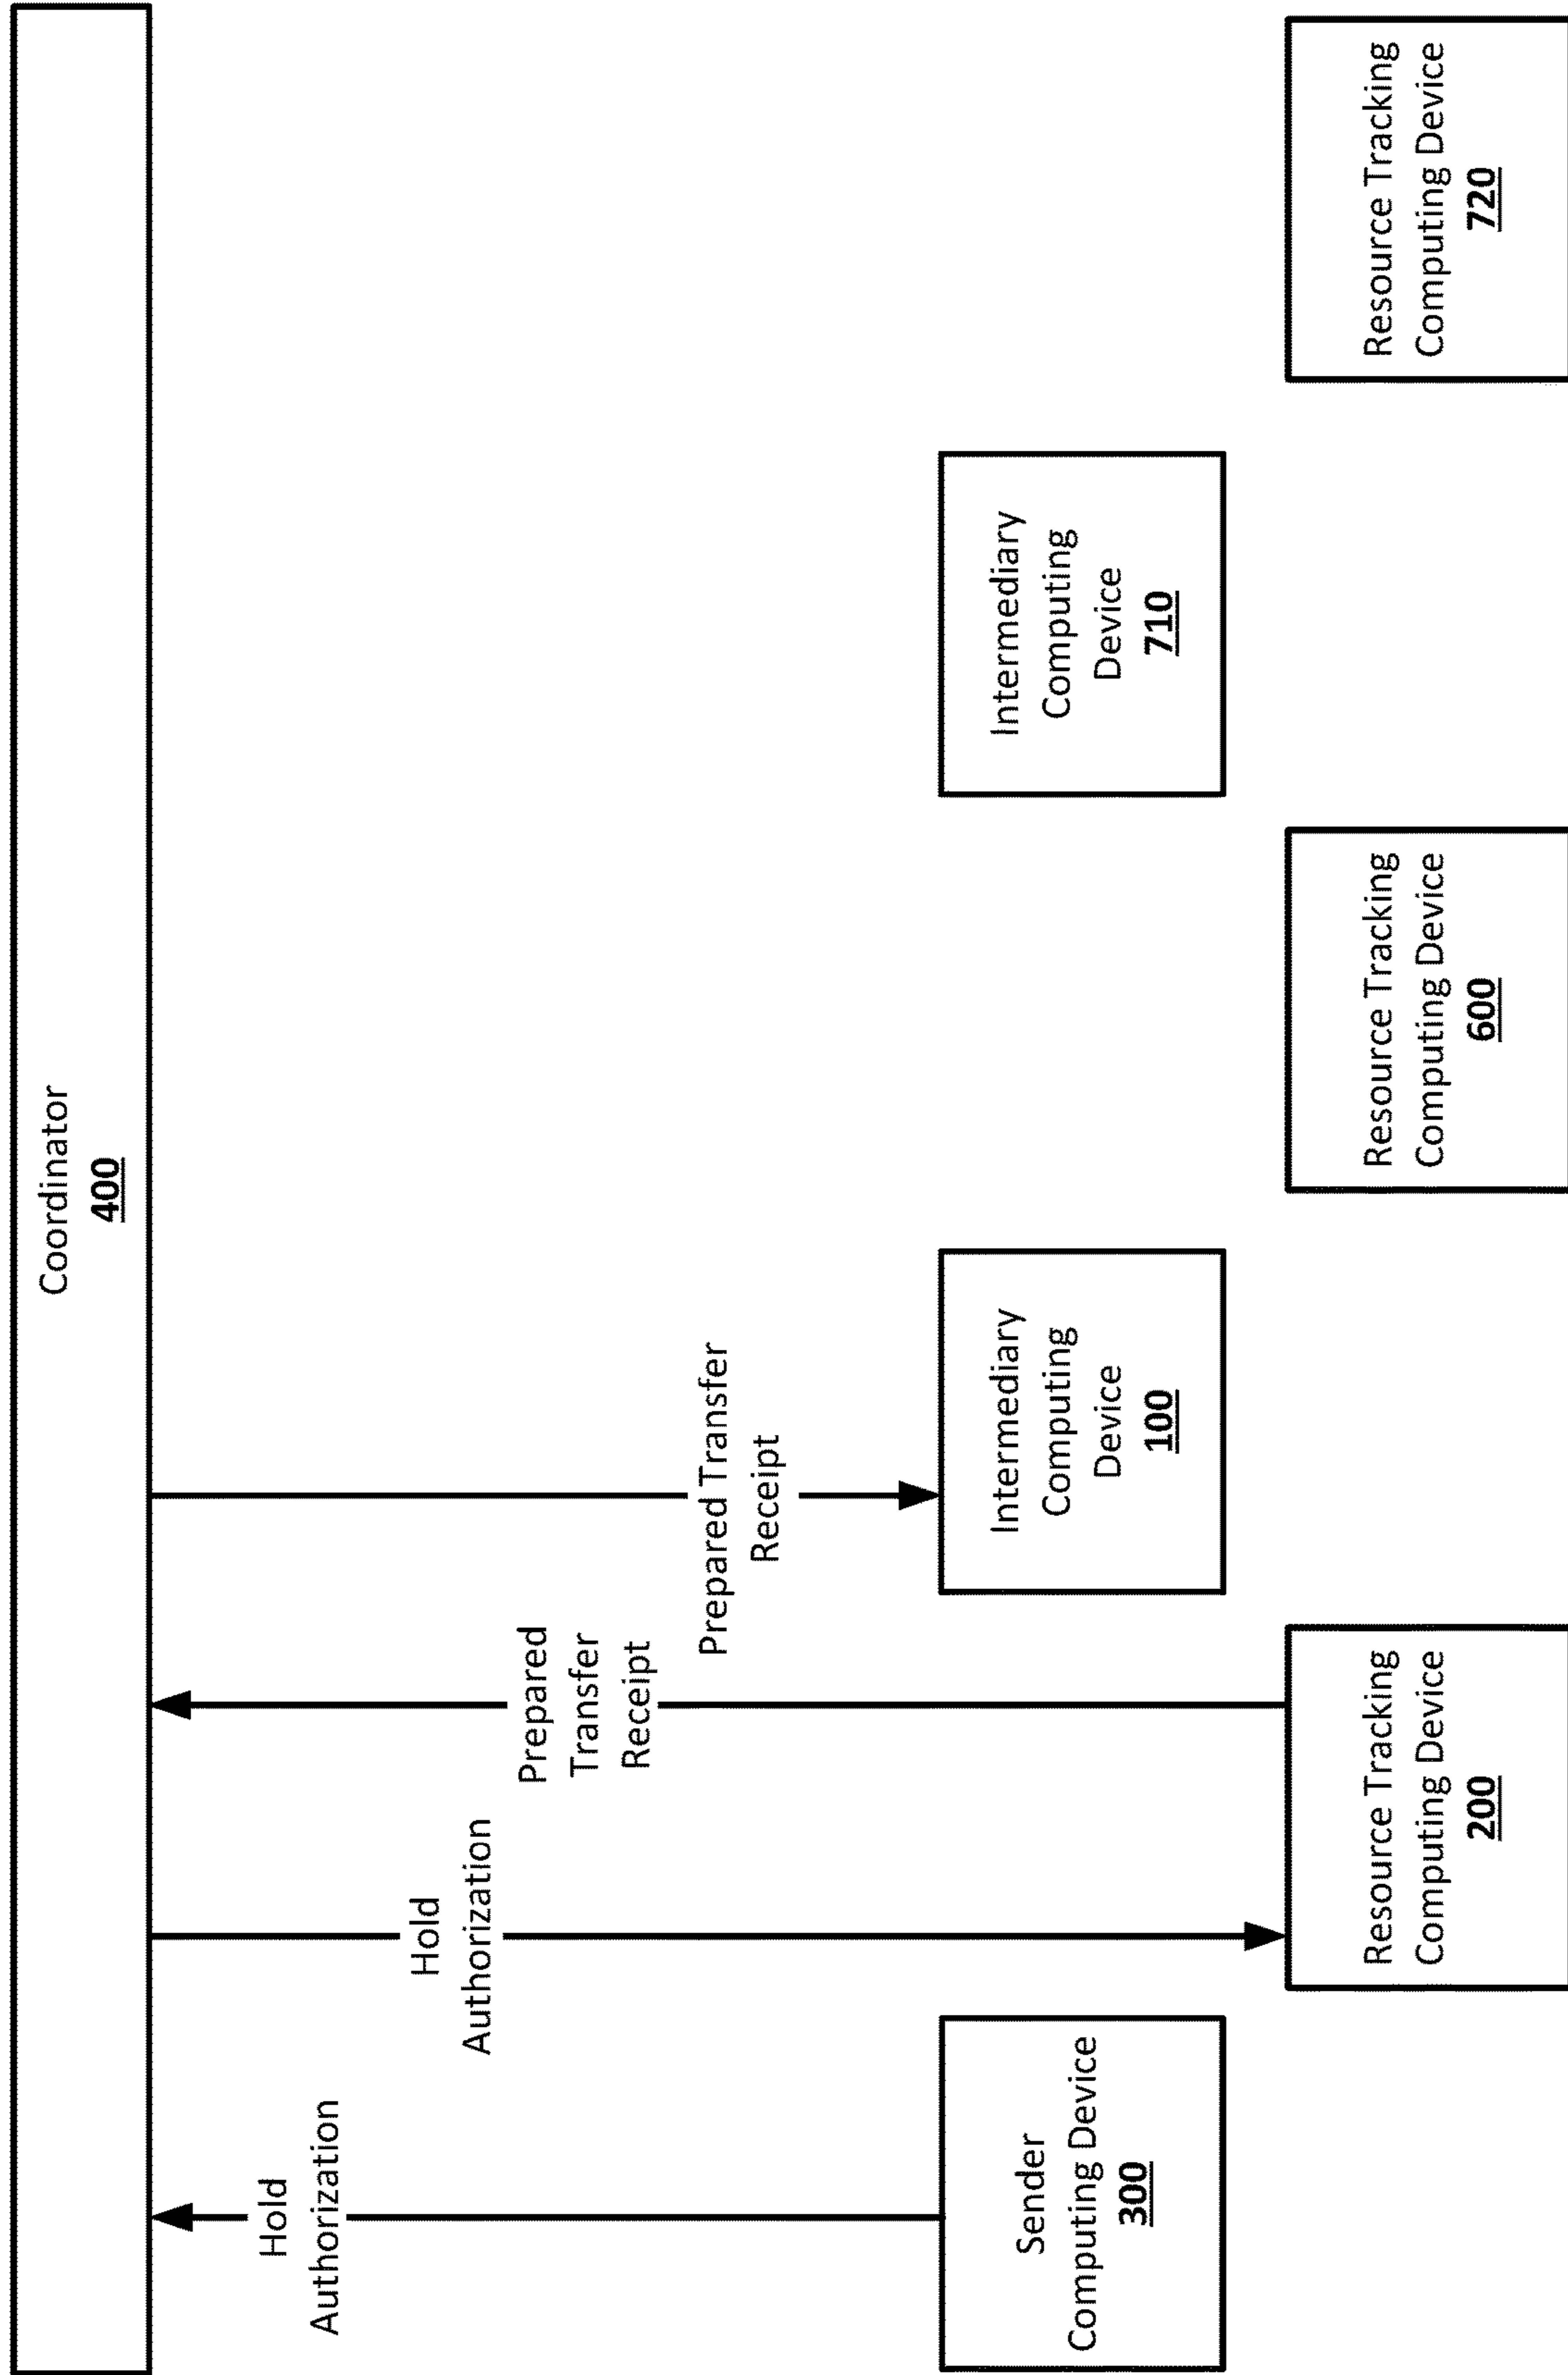 Coordinator
400
Hold
Authorization
Hold
Authorization
Prepared
Transfer
Receipt
Prepared Transfer
Receipt
Sender
Computing Device
300
Intermediary
Computing
Device
100
Intermediary
Computing
Device
710
Resource Tracking
Computing Device
200
Resource Tracking
Computing Device
600
Resource Tracking
Computing Device
720